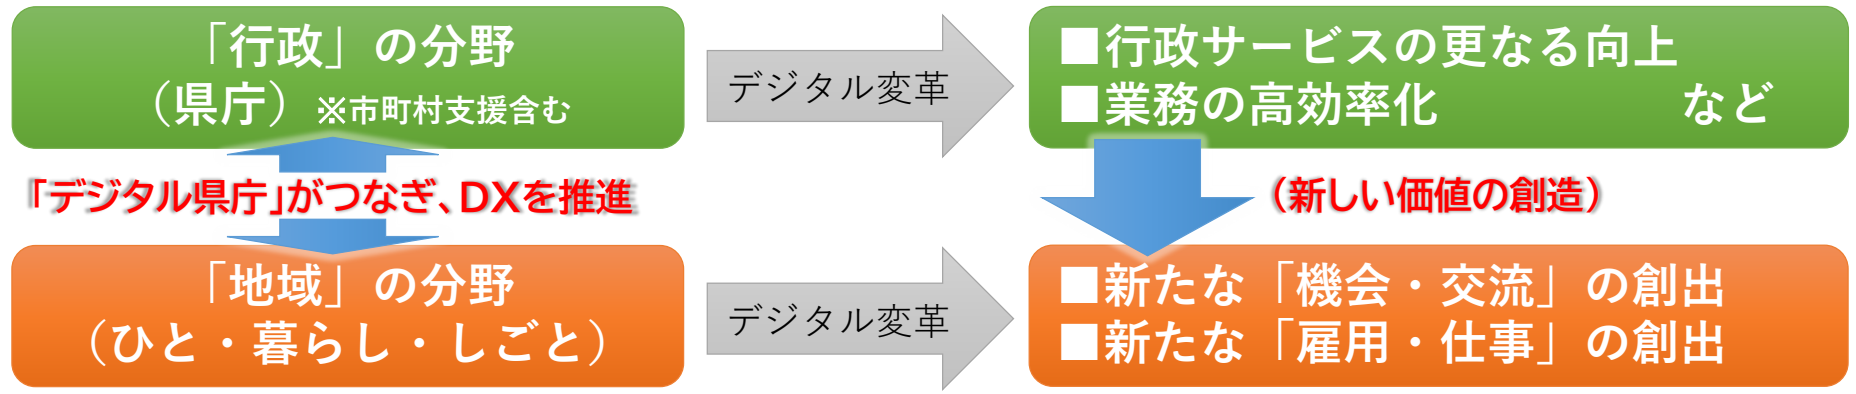 「行政」の分野
（県庁）※市町村支援含む
デジタル変革
■行政サービスの更なる向上
■業務の高効率化　　　　　など
「デジタル県庁」がつなぎ、DXを推進
（新しい価値の創造）
「地域」の分野
（ひと・暮らし・しごと）
デジタル変革
■新たな「機会・交流」の創出
■新たな「雇用・仕事」の創出